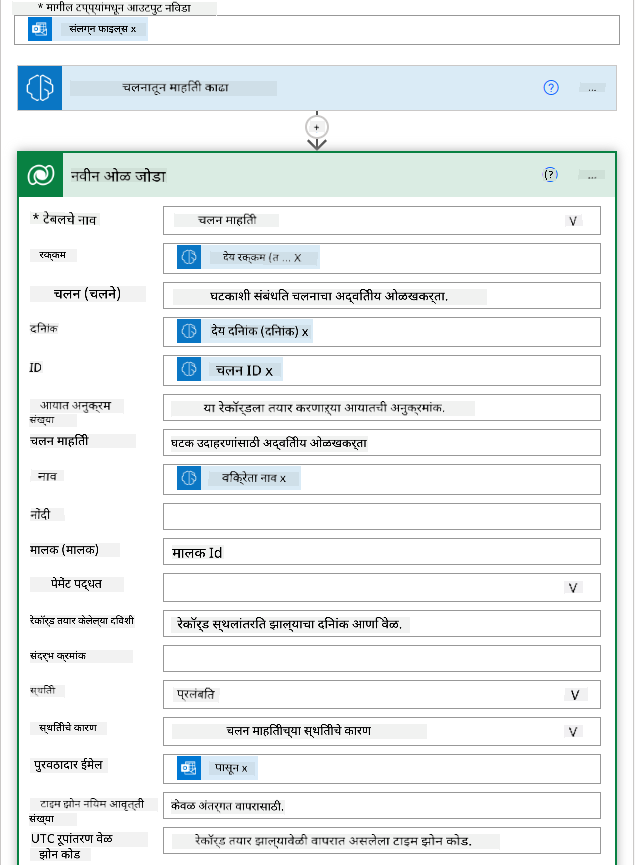 * मागील टप्प्यांमधून आउटपुट निवडा
संलग्न फाइल्स x
चलनातून माहिती काढा
?
...
+
नवीन ओळ जोडा
(?)
...
* टेबलचे नाव
चलन माहिती
V
रक्कम
देय रक्कम (त ... X
चलन (चलने)
घटकाशी संबंधित चलनाचा अद्वितीय ओळखकर्ता.
दिनांक
देय दिनांक (दिनांक) x
ID
चलन ID x
आयात अनुक्रम
संख्या
या रेकॉर्डला तयार करणाऱ्या आयातची अनुक्रमांक.
चलन माहिती
घटक उदाहरणांसाठी अद्वितीय ओळखकर्ता
नाव
विक्रेता नाव x
नोंदी
मालक (मालक)
मालक Id
पेमेंट पद्धत
V
रेकॉर्ड तयार केलेल्या दिवशी
रेकॉर्ड स्थलांतरित झाल्याचा दिनांक आणि वेळ.
संदर्भ क्रमांक
स्थिती
प्रलंबित
V
स्थितीचे कारण
चलन माहितीच्या स्थितीचे कारण
V
पुरवठादार ईमेल
पासून x
टाइम झोन नियम आवृत्ती
संख्या
केवळ अंतर्गत वापरासाठी.
UTC रूपांतरण वेळ
झोन कोड
रेकॉर्ड तयार झाल्यावेळी वापरात असलेला टाइम झोन कोड.